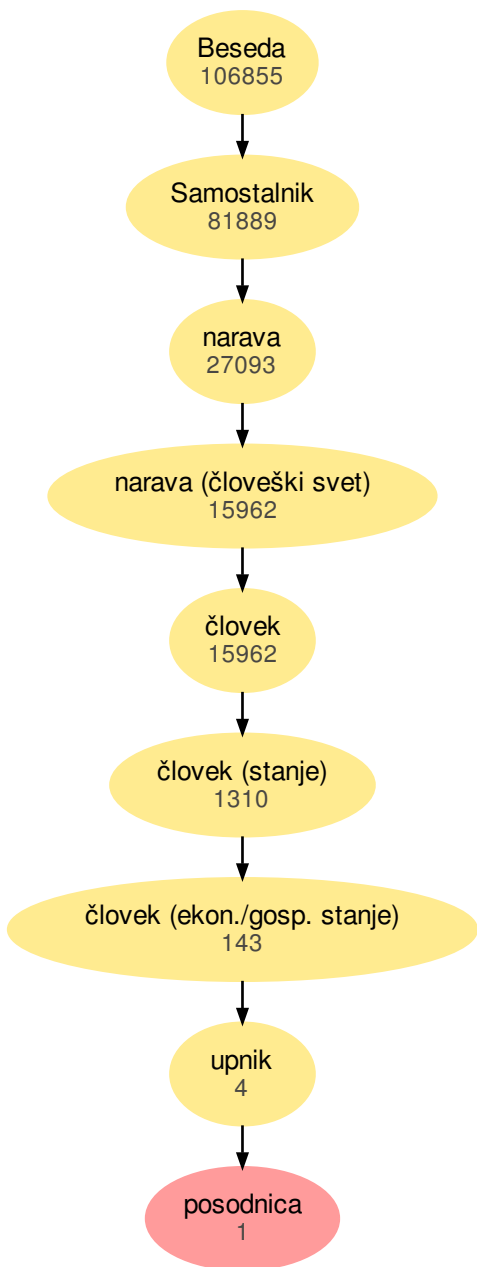 Beseda
106855
Samostalnik
81889
narava
27093
narava (človeški svet)
15962
človek
15962
človek (stanje)
1310
človek (ekon./gosp. stanje)
143
upnik
4
posodnica
1